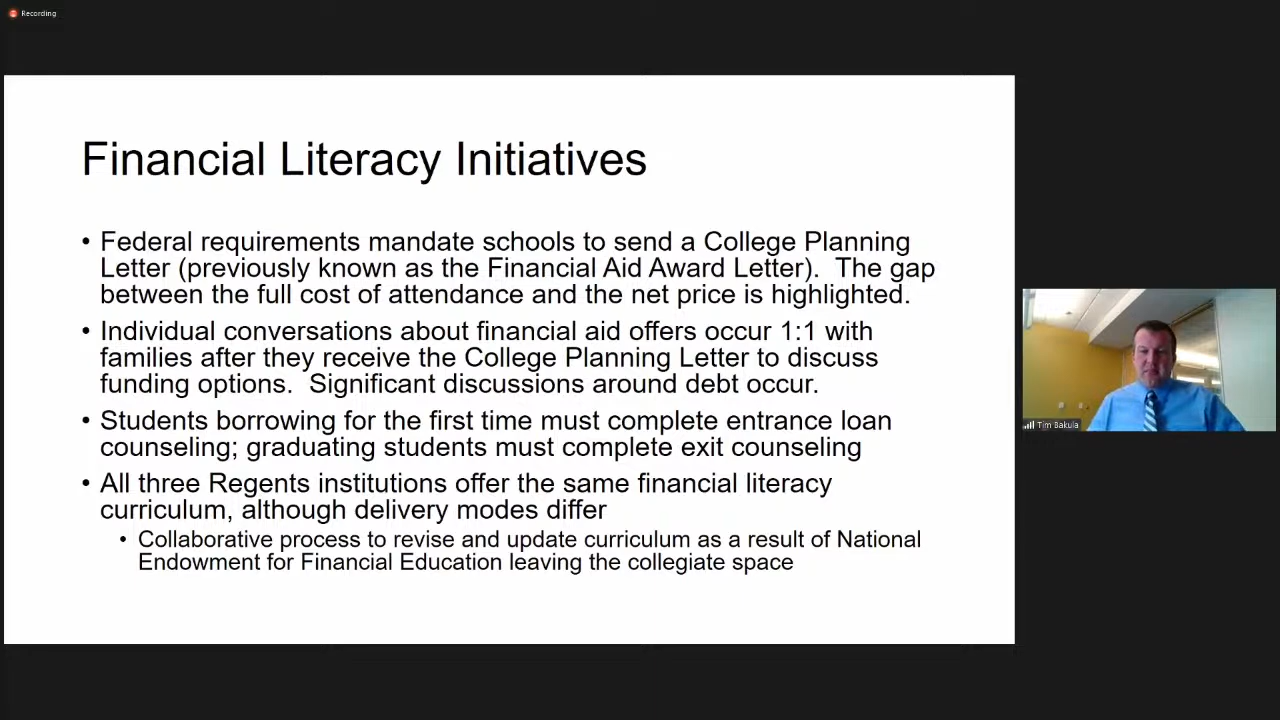 Recording
Financial Literacy Initiatives
• Federal requirements mandate schools to send a College Planning
Letter (previously known as the Financial Aid Award Letter).  The gap
between the full cost of attendance and the net price is highlighted.
• Individual conversations about financial aid offers occur 1:1 with
families after they receive the College Planning Letter to discuss
funding options.  Significant discussions around debt occur.
• Students borrowing for the first time must complete entrance loan
counseling; graduating students must complete exit counseling
• All three Regents institutions offer the same financial literacy
curriculum, although delivery modes differ
• Collaborative process to revise and update curriculum as a result of National
Endowment for Financial Education leaving the collegiate space
Tim Bakula